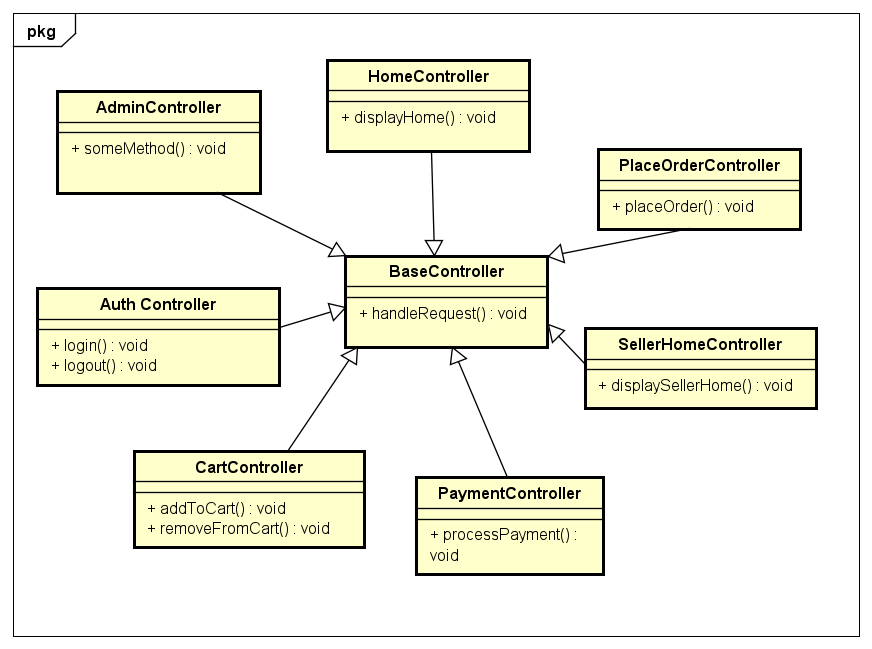 pkg
HomeController
+ displayHome() : void
AdminController
+ someMethod() : void
PlaceOrderController
+ placeOrder() : void
BaseController
+ handleRequest() : void
Auth Controller
+ login() : void
+ logout() : void
SellerHomeController
+ displaySellerHome() : void
CartController
+ addToCart() : void
+ removeFromCart() : void
PaymentController
+ processPayment() :
void